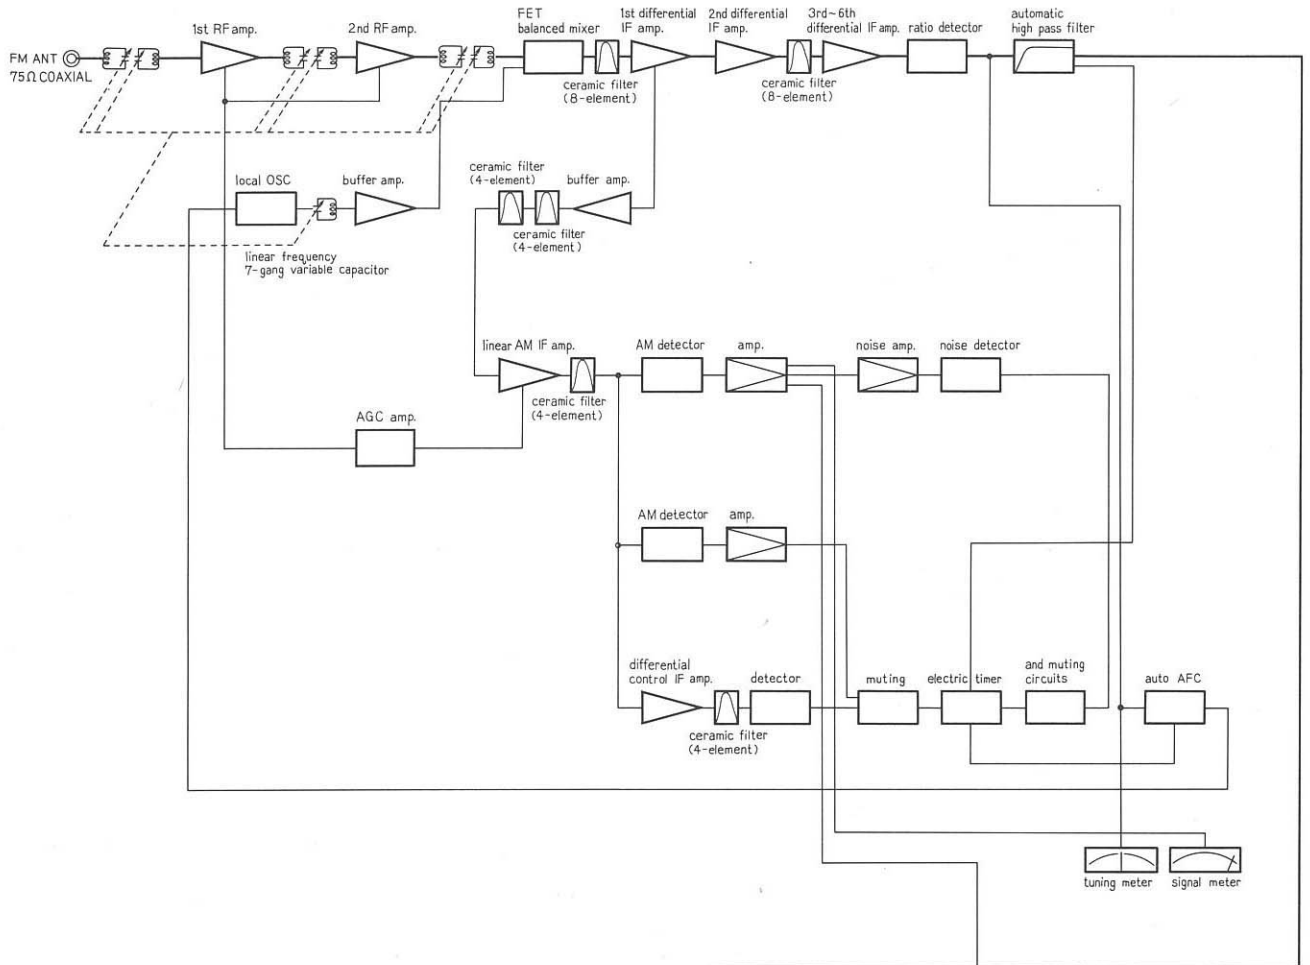 FM ANT
75Ω COAXIAL
1st RF amp.
2nd RF amp.
FET
balanced mixer
ceramic filter
(8-element)
1st differential
IF amp.
2nd differential
IF amp.
ceramic filter
(8-element)
3rd~6th
differential IF amp.
ratio detector
automatic
high pass filter
local OSC
buffer amp.
linear frequency
7-gang variable capacitor
ceramic filter
(4-element)
buffer amp.
ceramic filter
(4-element)
linear AM IF amp.
ceramic filter
(4-element)
AM detector
amp.
noise amp.
noise detector
AGC amp.
AM detector
amp.
differential
control IF amp.
ceramic filter
(4-element)
detector
muting
electric timer
and muting
circuits
auto AFC
tuning meter
signal meter